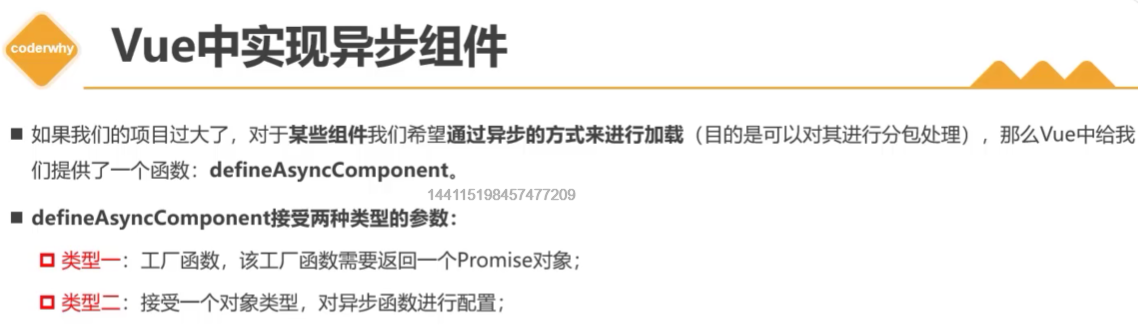 coderwhy
Vue中实现异步组件
如果我们的项目过大了，对于某些组件我们希望通过异步的方式来进行加载（目的是可以对其进行分包处理），那么Vue中给我
们提供了一个函数：defineAsyncComponent。
144115198457477209
defineAsyncComponent接受两种类型的参数：
类型一：工厂函数，该工厂函数需要返回一个Promise对象；
类型二：接受一个对象类型，对异步函数进行配置；